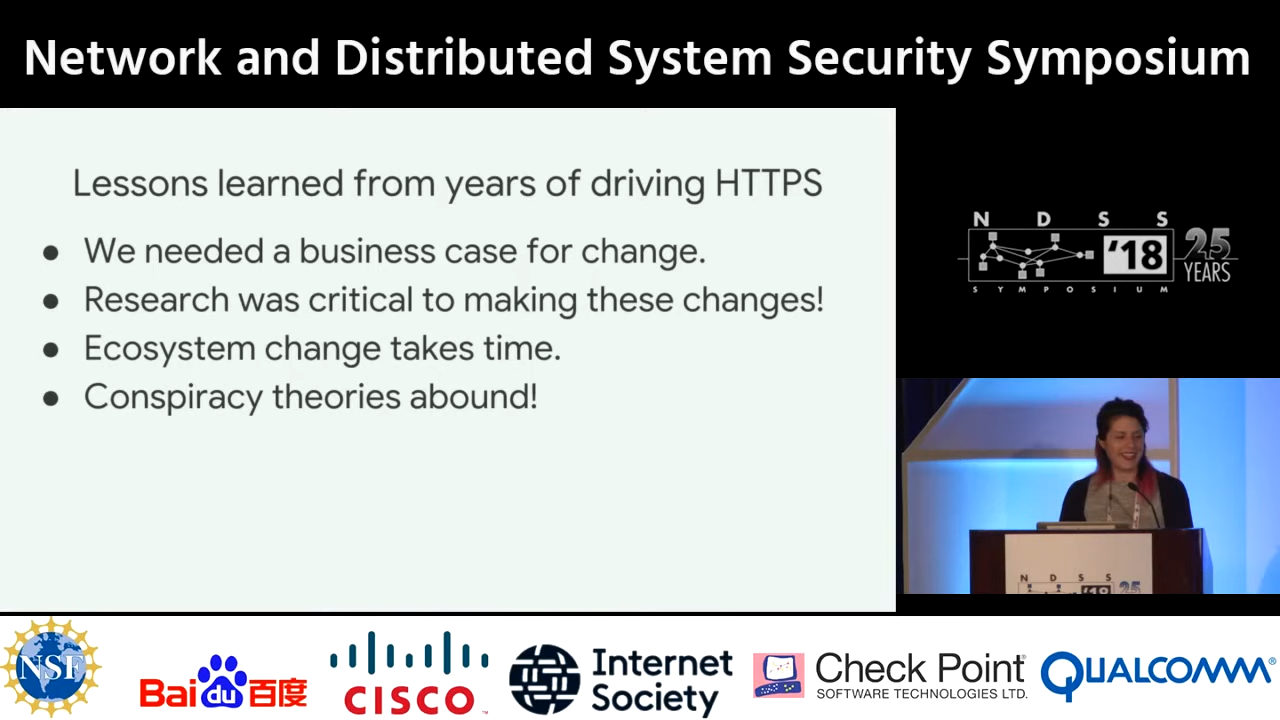 Network and Distributed System Security Symposium
Lessons learned from years of driving HTTPS
● We needed a business case for change.
● Research was critical to making these changes!
● Ecosystem change takes time.
● Conspiracy theories abound!
N D S S
'18
25
YEARS
S Y M P O S I U M
N D S S
'18 25
NSF
Bai du 百度
CISCO
Internet
Society
Check Point
SOFTWARE TECHNOLOGIES LTD.
QUALCOMM®